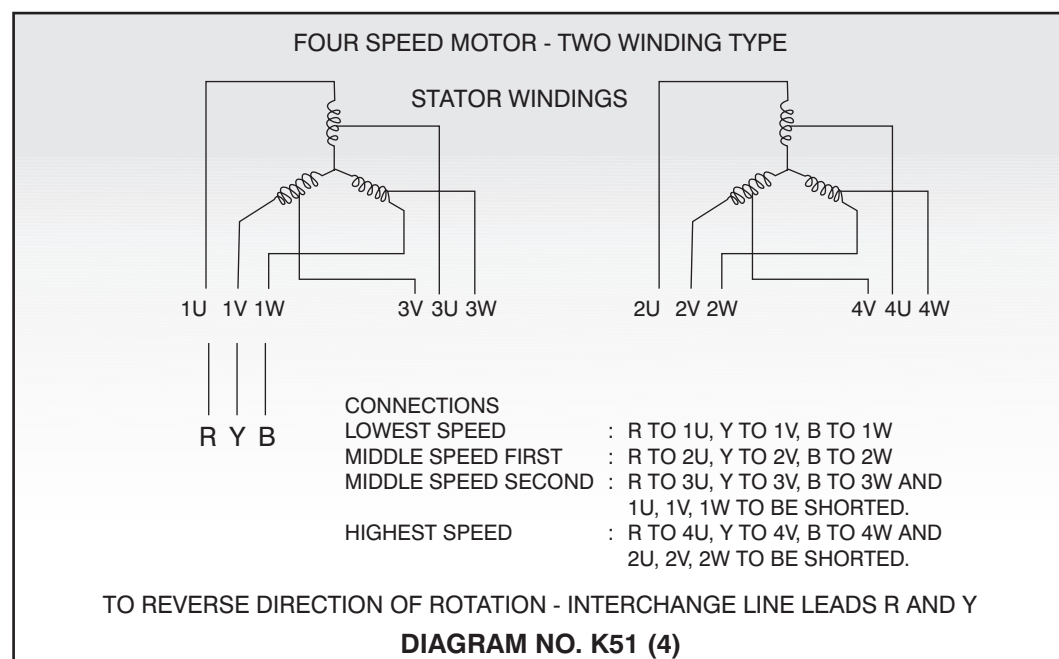 FOUR SPEED MOTOR - TWO WINDING TYPE
STATOR WINDINGS
1U 1V 1W 3V 3U 3W 2U 2V 2W 4V 4U 4W
R Y B
CONNECTIONS
LOWEST SPEED : R TO 1U, Y TO 1V, B TO 1W
MIDDLE SPEED FIRST : R TO 2U, Y TO 2V, B TO 2W
MIDDLE SPEED SECOND : R TO 3U, Y TO 3V, B TO 3W AND
1U, 1V, 1W TO BE SHORTED.
HIGHEST SPEED : R TO 4U, Y TO 4V, B TO 4W AND
2U, 2V, 2W TO BE SHORTED.
TO REVERSE DIRECTION OF ROTATION - INTERCHANGE LINE LEADS R AND Y
DIAGRAM NO. K51 (4)